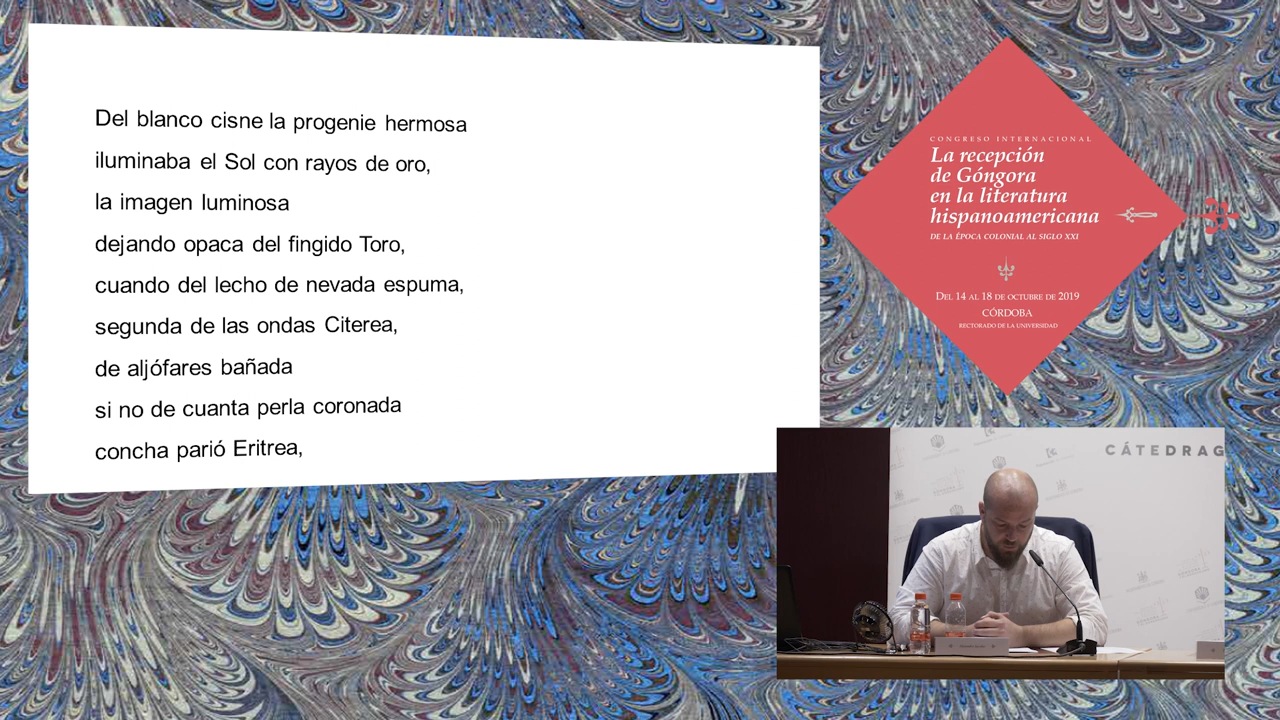 Del blanco cisne la progenie hermosa
iluminaba el Sol con rayos de oro,
la imagen luminosa
dejando opaca del fingido Toro,
cuando del lecho de nevada espuma,
segunda de las ondas Citerea,
de aljófares bañada
si no de cuanta perla coronada
concha parió Eritrea,
CONGRESO INTERNACIONAL
La recepción
de Góngora
en la literatura
hispanoamericana
DE LA ÉPOCA COLONIAL AL SIGLO XXI
DEL 14 AL 18 DE OCTUBRE DE 2019
CÓRDOBA
RECTORADO DE LA UNIVERSIDAD
CÁTEDRAG